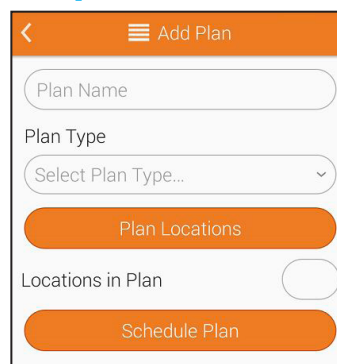 Add Plan
Plan Name
Plan Type
Select Plan Type...
Plan Locations
Locations in Plan
Schedule Plan